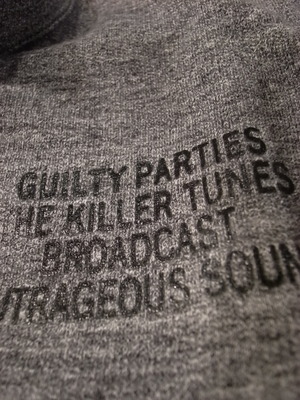 GUILTY PARTIES
HE KILLER TUNES
BROADCAST
UTRAGEOUS SOUN